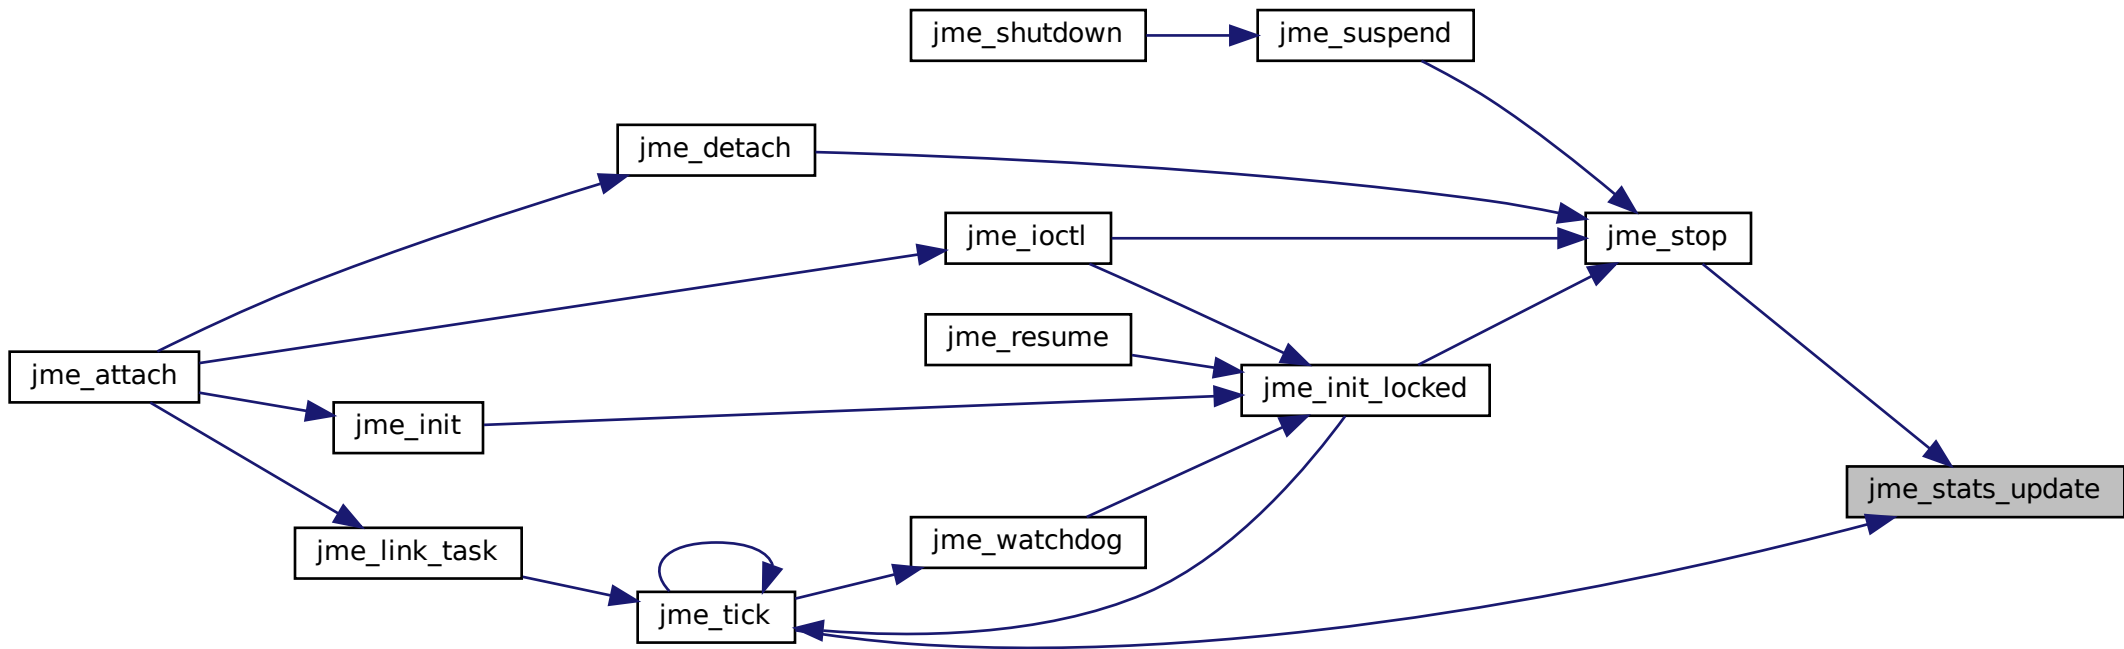 jme_shutdown
jme_suspend
jme_detach
jme_ioctl
jme_stop
jme_resume
jme_attach
jme_init_locked
jme_init
jme_stats_update
jme_link_task
jme_watchdog
jme_tick